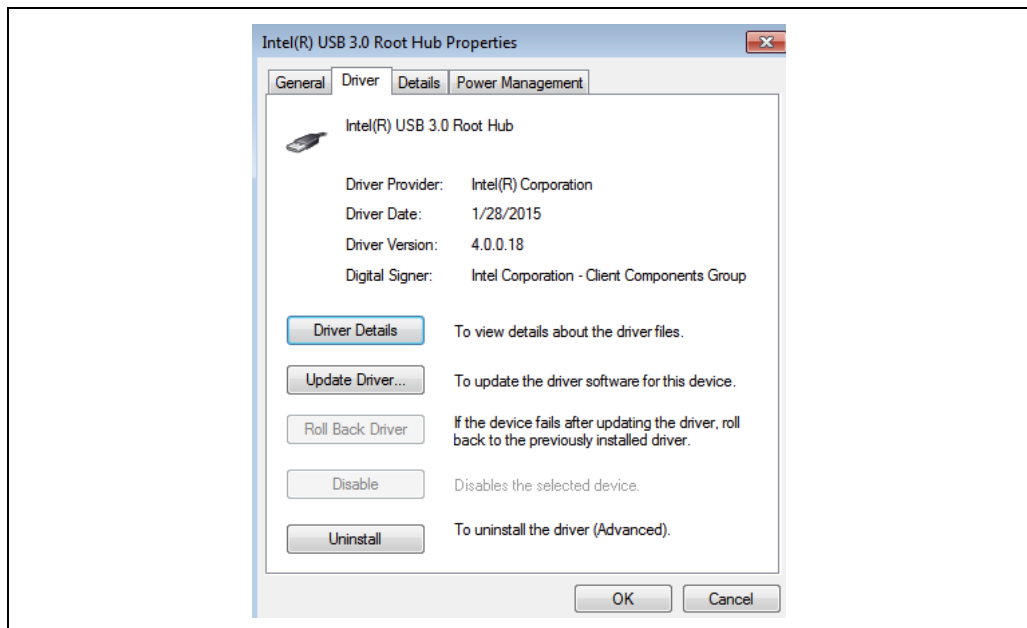 Intel(R) USB 3.0 Root Hub Properties
General Driver Details Power Management
Intel(R) USB 3.0 Root Hub
Driver Provider: Intel(R) Corporation
Driver Date: 1/28/2015
Driver Version: 4.0.0.18
Digital Signer: Intel Corporation - Client Components Group
Driver Details To view details about the driver files.
Update Driver... To update the driver software for this device.
Roll Back Driver If the device fails after updating the driver, roll
back to the previously installed driver.
Disable Disables the selected device.
Uninstall To uninstall the driver (Advanced).
OK Cancel